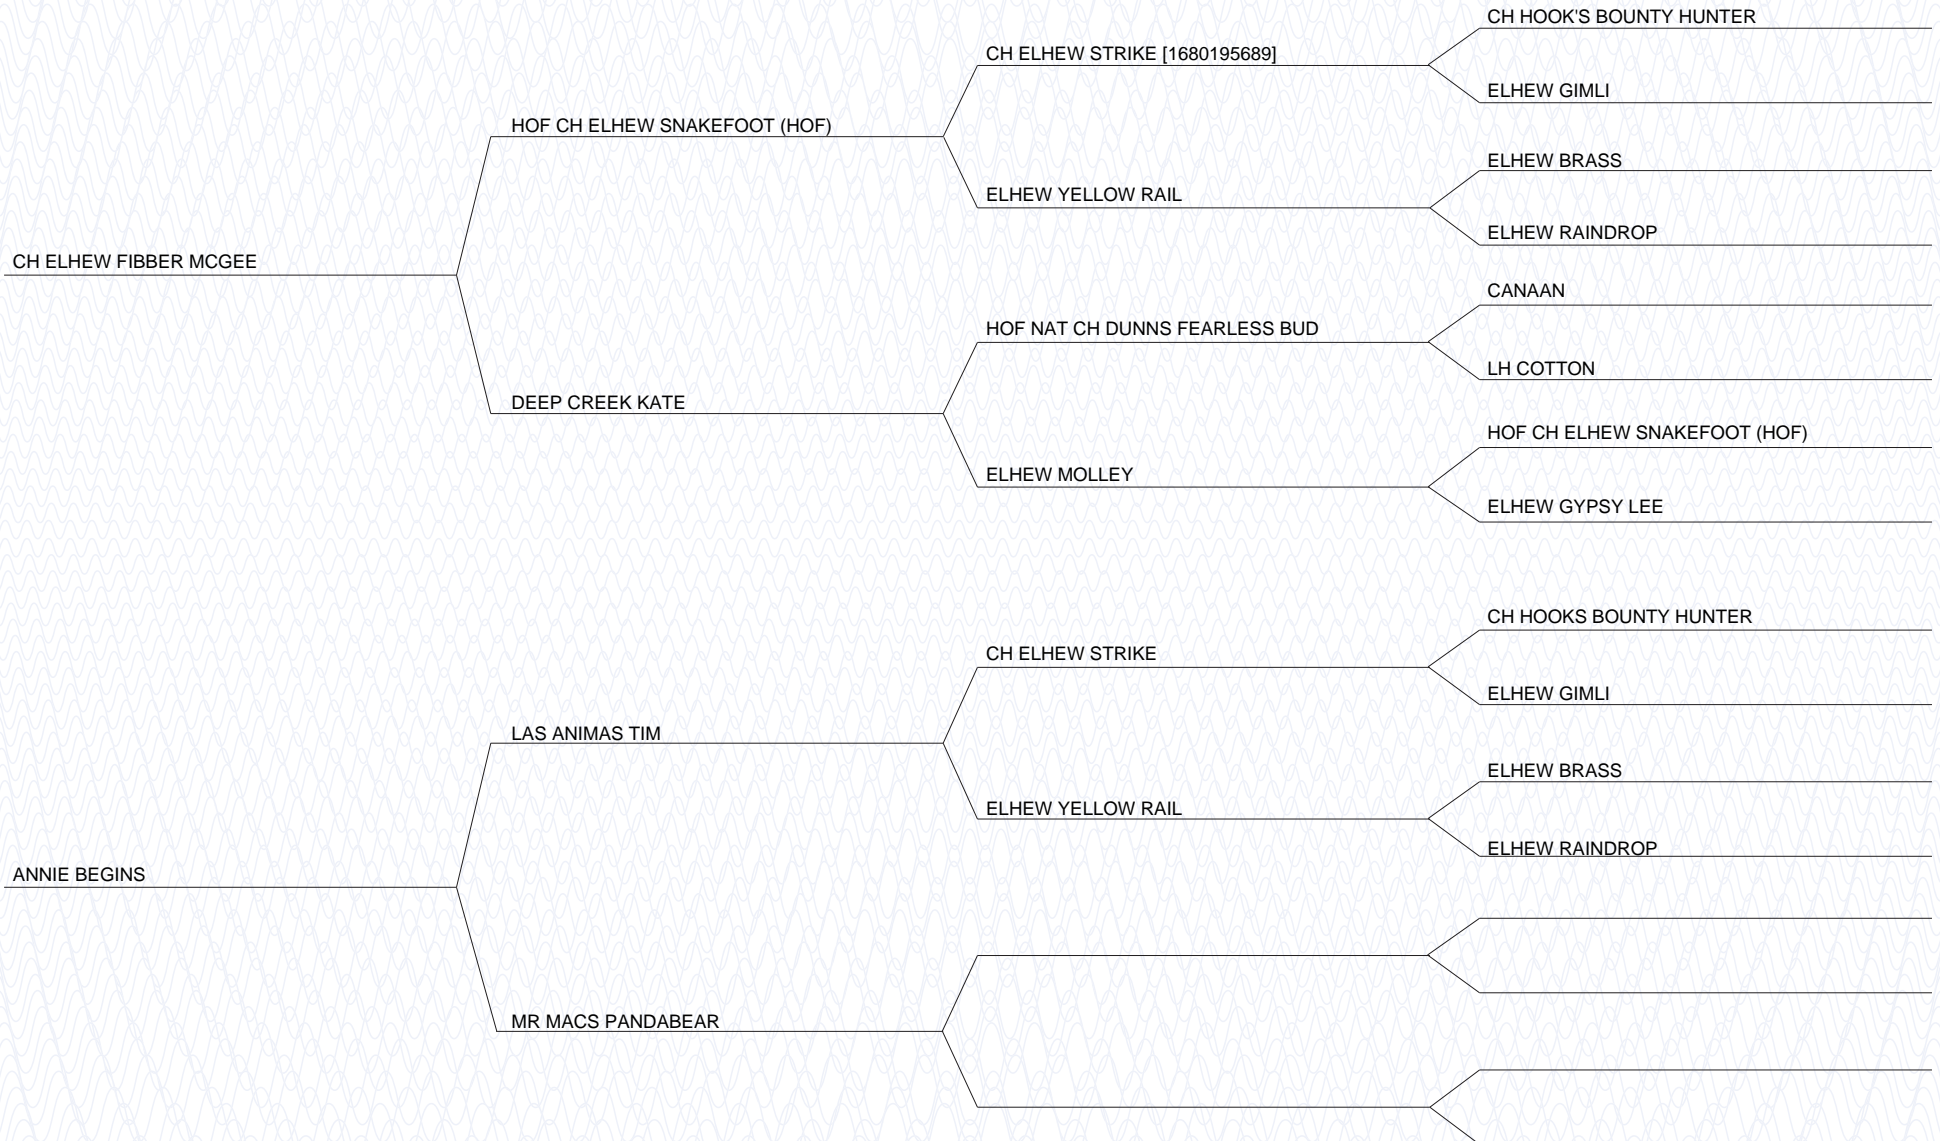 CH HOOK'S BOUNTY HUNTER
CH ELHEW STRIKE [1680195689]
ELHEW GIMLI
HOF CH ELHEW SNAKEFOOT (HOF)
ELHEW BRASS
ELHEW YELLOW RAIL
ELHEW RAINDROP
CH ELHEW FIBBER MCGEE
CANAAN
HOF NAT CH DUNNS FEARLESS BUD
LH COTTON
DEEP CREEK KATE
HOF CH ELHEW SNAKEFOOT (HOF)
ELHEW MOLLEY
ELHEW GYPSY LEE
CH HOOKS BOUNTY HUNTER
CH ELHEW STRIKE
ELHEW GIMLI
LAS ANIMAS TIM
ELHEW BRASS
ELHEW YELLOW RAIL
ELHEW RAINDROP
ANNIE BEGINS
MR MACS PANDABEAR